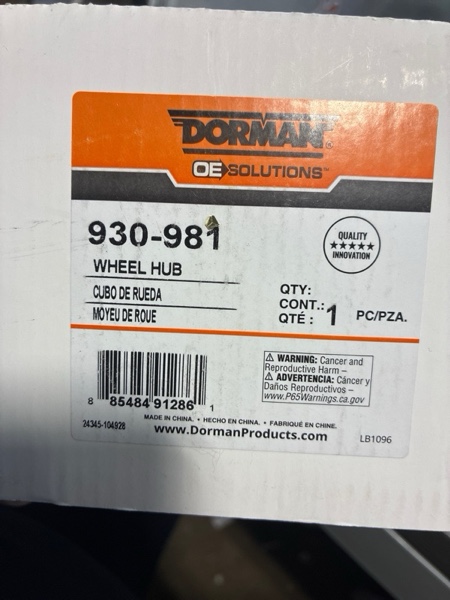 DORMAN®
OE SOLUTIONS™
930-981
WHEEL HUB
CUBO DE RUEDA
MOYEU DE ROUE
QUALITY
★★★★★
INNOVATION
QTY:
CONT.: 1 PC/PZA.
QTÉ :
⚠ WARNING: Cancer and
Reproductive Harm –
⚠ ADVERTENCIA: Cáncer y
Daños Reproductivos –
www.P65Warnings.ca.gov
8 85484 91286 1
MADE IN CHINA. • HECHO EN CHINA. • FABRIQUÉ EN CHINE.
24345-104928
www.DormanProducts.com
LB1096